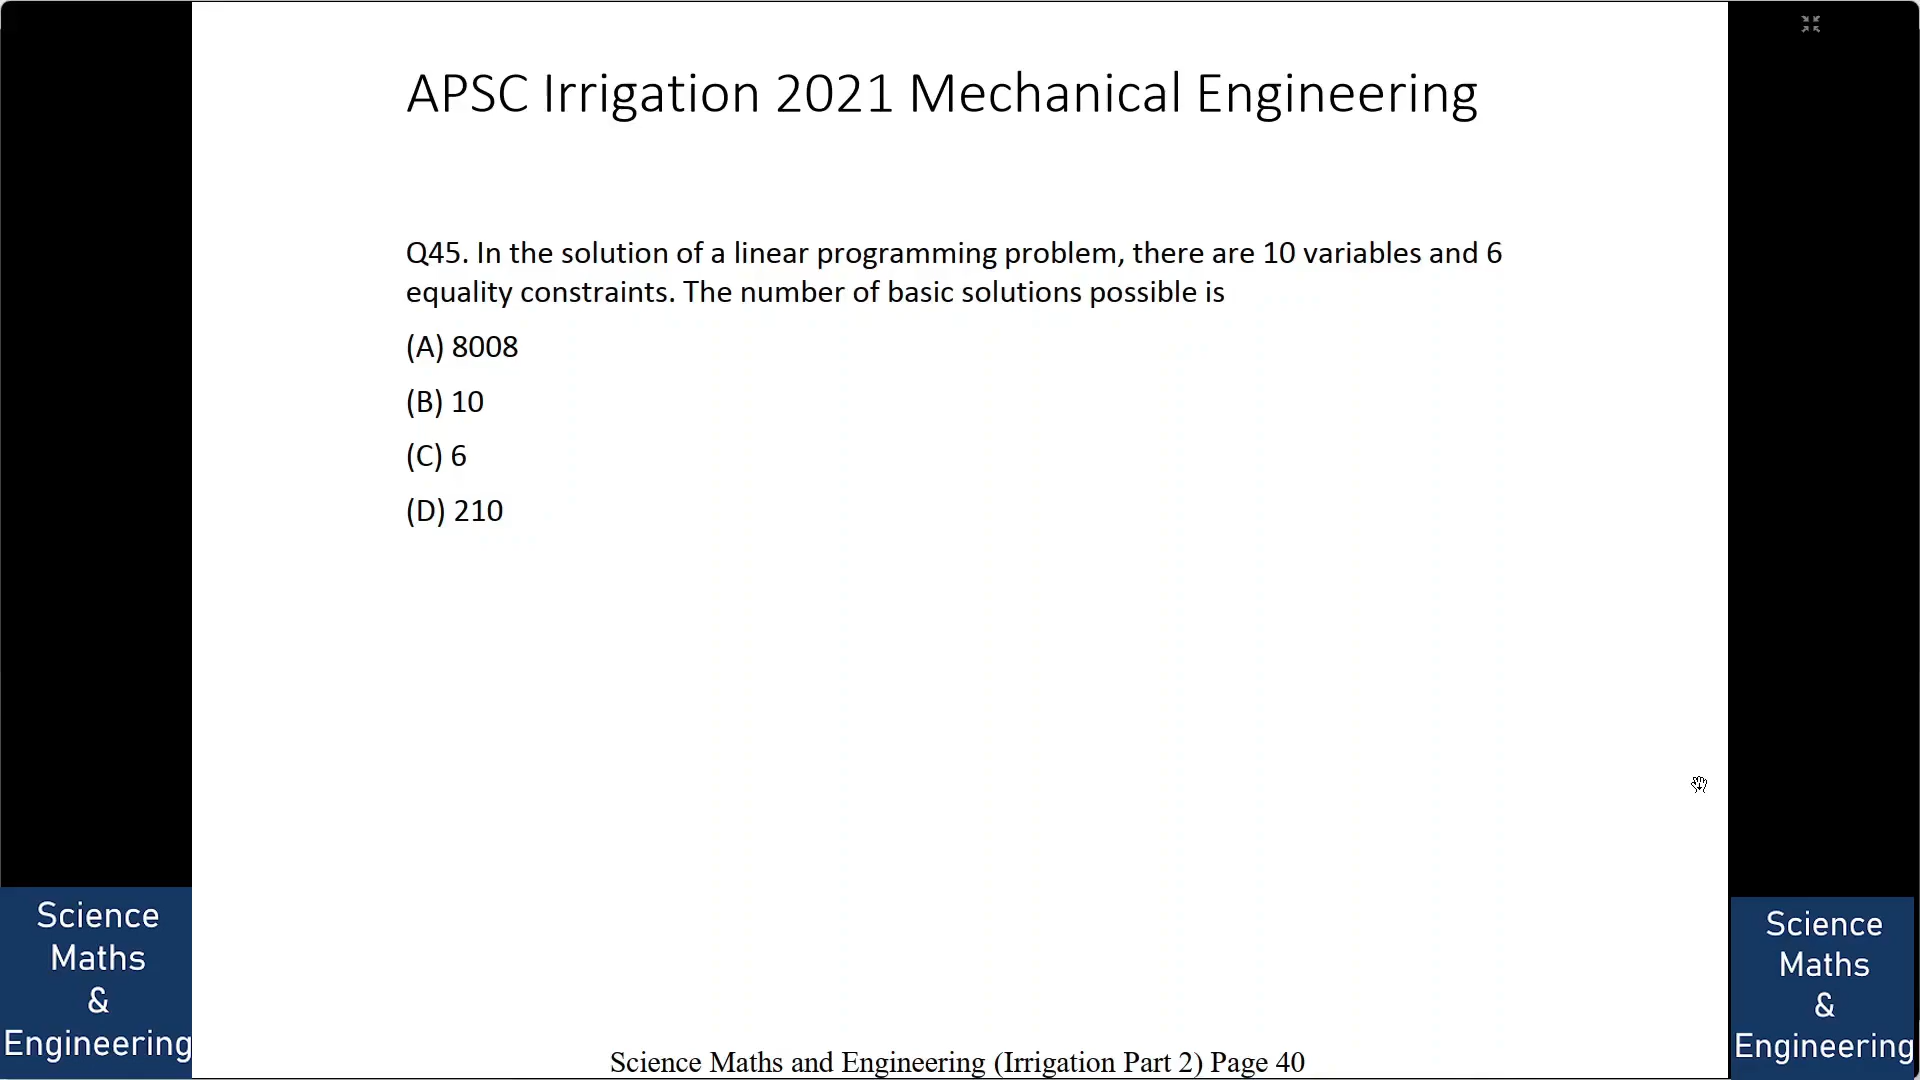 APSC Irrigation 2021 Mechanical Engineering
Q45. In the solution of a linear programming problem, there are 10 variables and 6
equality constraints. The number of basic solutions possible is
(A) 8008
(B) 10
(C) 6
(D) 210
Science
Maths
&
Engineering
Science
Maths
&
Engineering
Science Maths and Engineering (Irrigation Part 2) Page 40